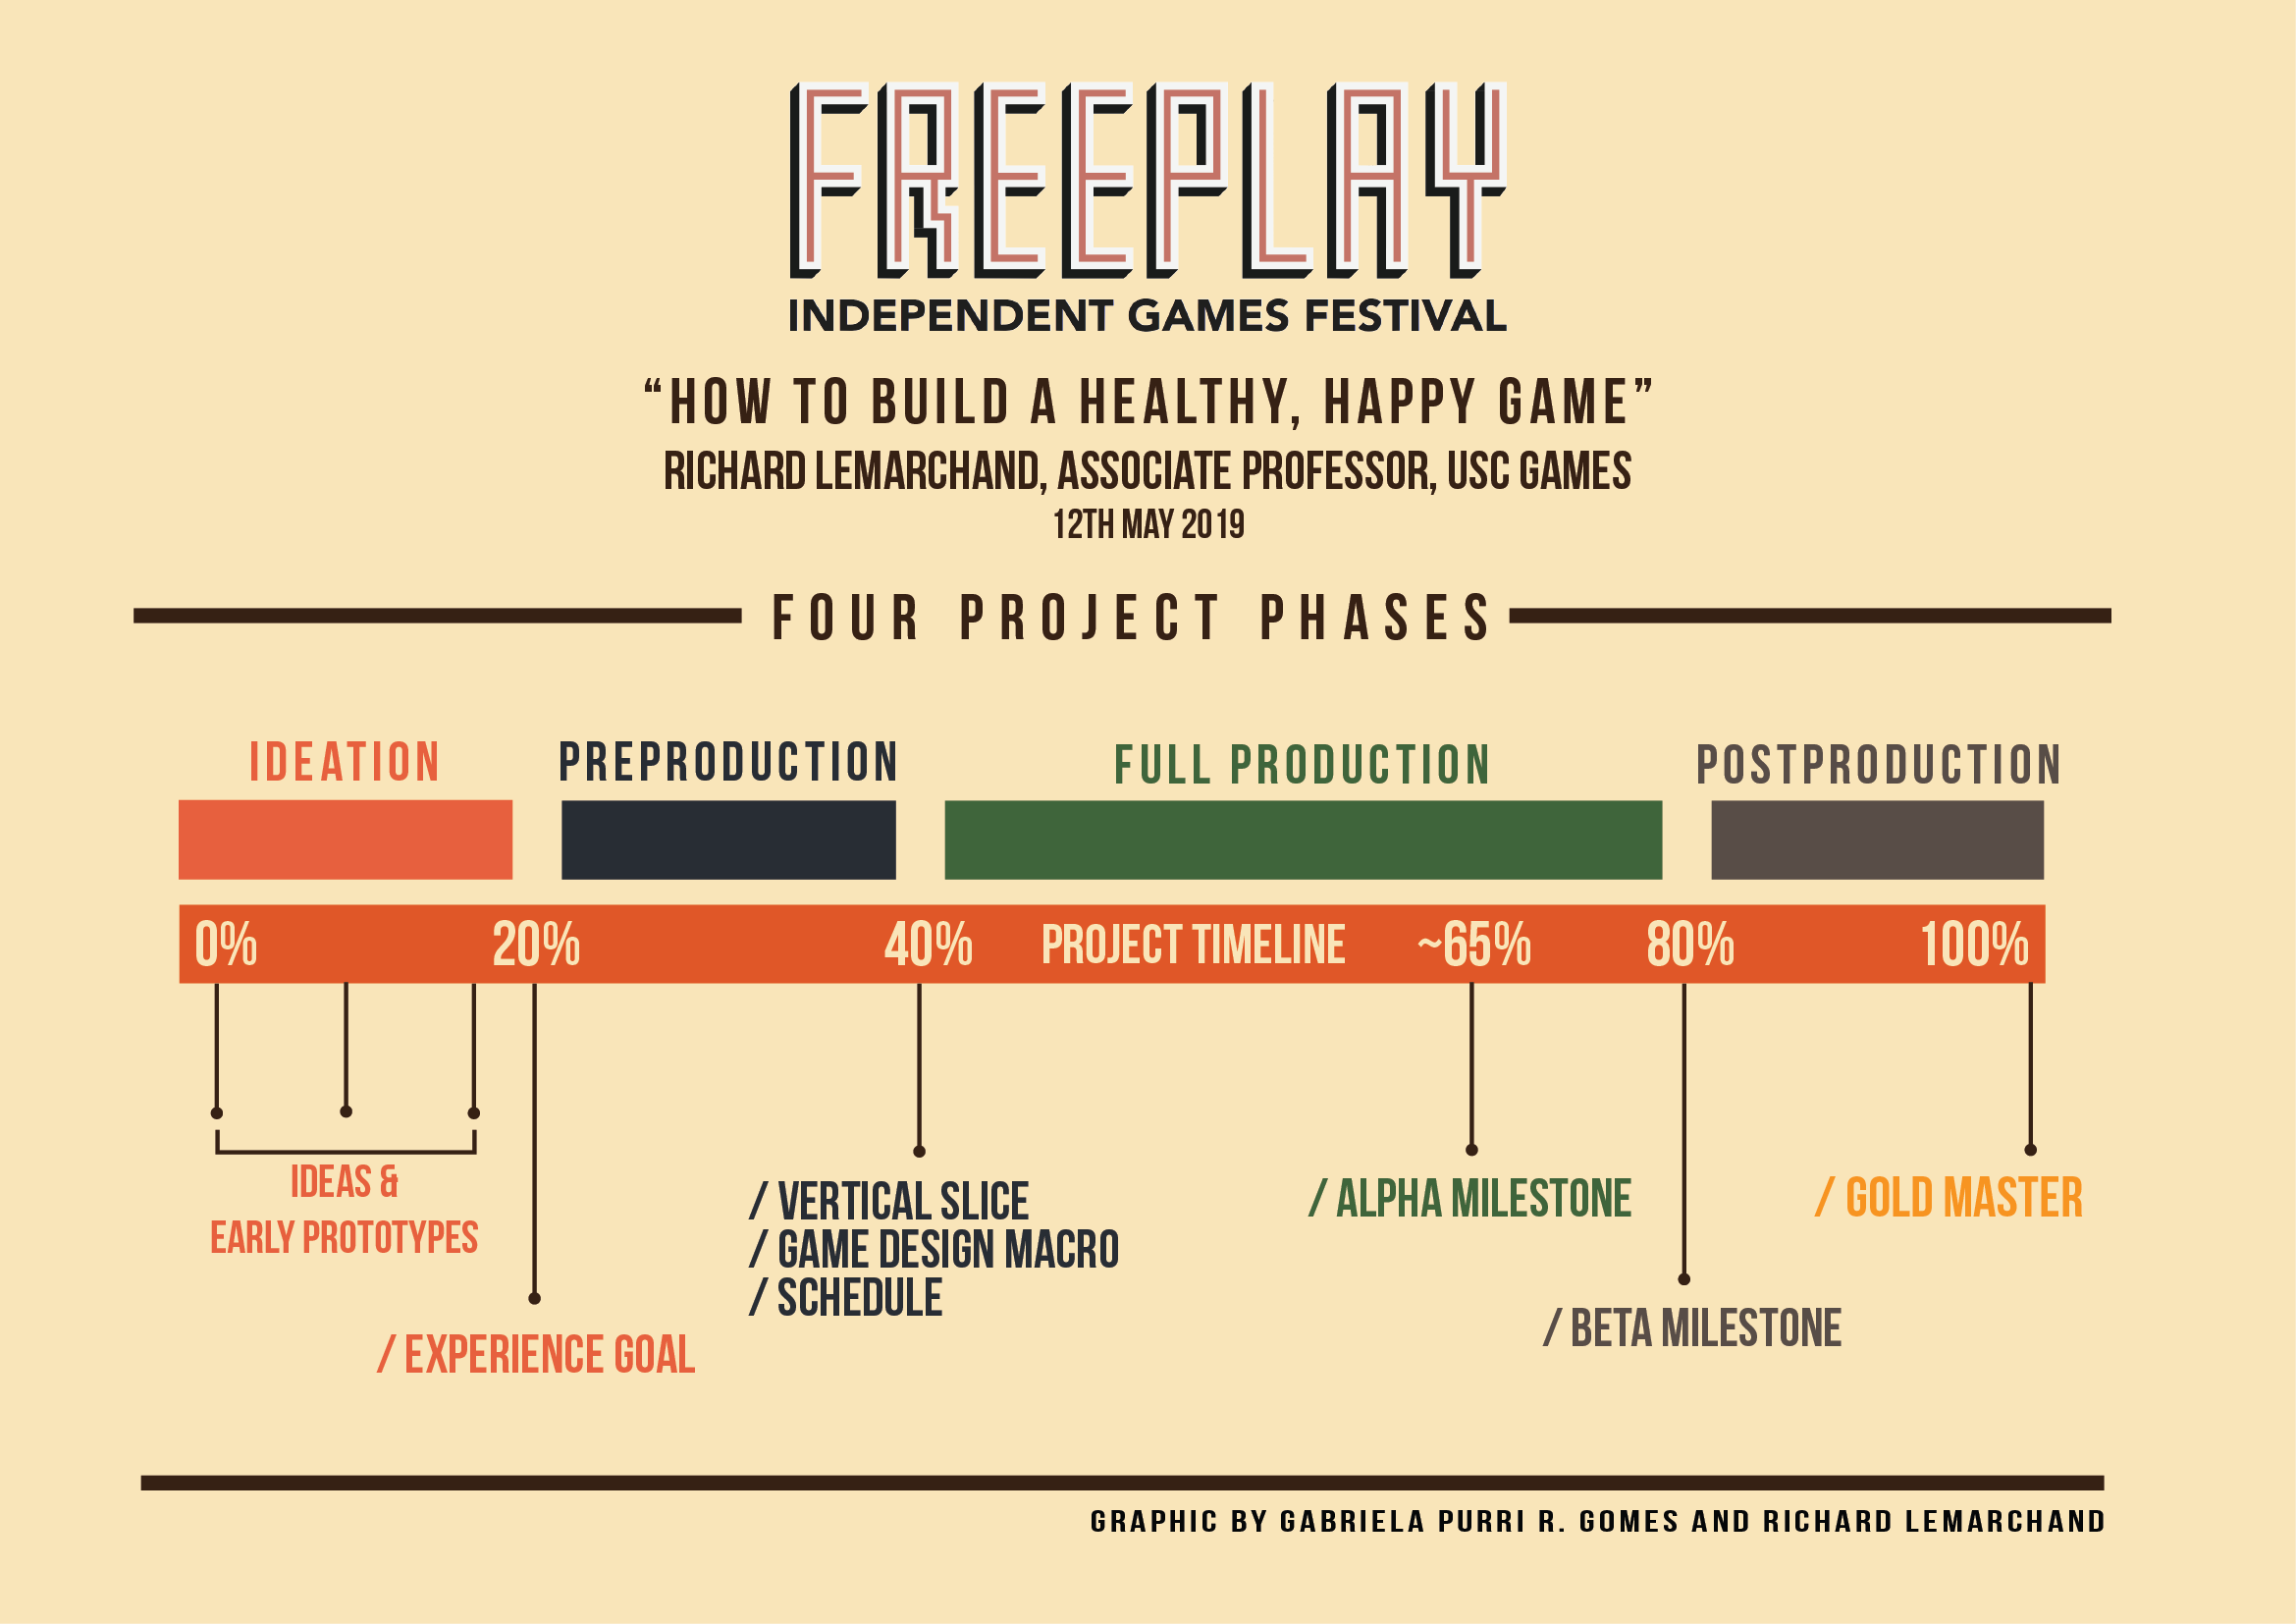 FREEPLAY
INDEPENDENT GAMES FESTIVAL
“HOW TO BUILD A HEALTHY, HAPPY GAME”
RICHARD LEMARCHAND, ASSOCIATE PROFESSOR, USC GAMES
12TH MAY 2019
FOUR PROJECT PHASES
IDEATION PREPRODUCTION FULL PRODUCTION POSTPRODUCTION
0% 20% 40% PROJECT TIMELINE ~65% 80% 100%
IDEAS &
EARLY PROTOTYPES
/ EXPERIENCE GOAL
/ VERTICAL SLICE
/ GAME DESIGN MACRO
/ SCHEDULE
/ ALPHA MILESTONE
/ BETA MILESTONE
/ GOLD MASTER
GRAPHIC BY GABRIELA PURRI R. GOMES AND RICHARD LEMARCHAND